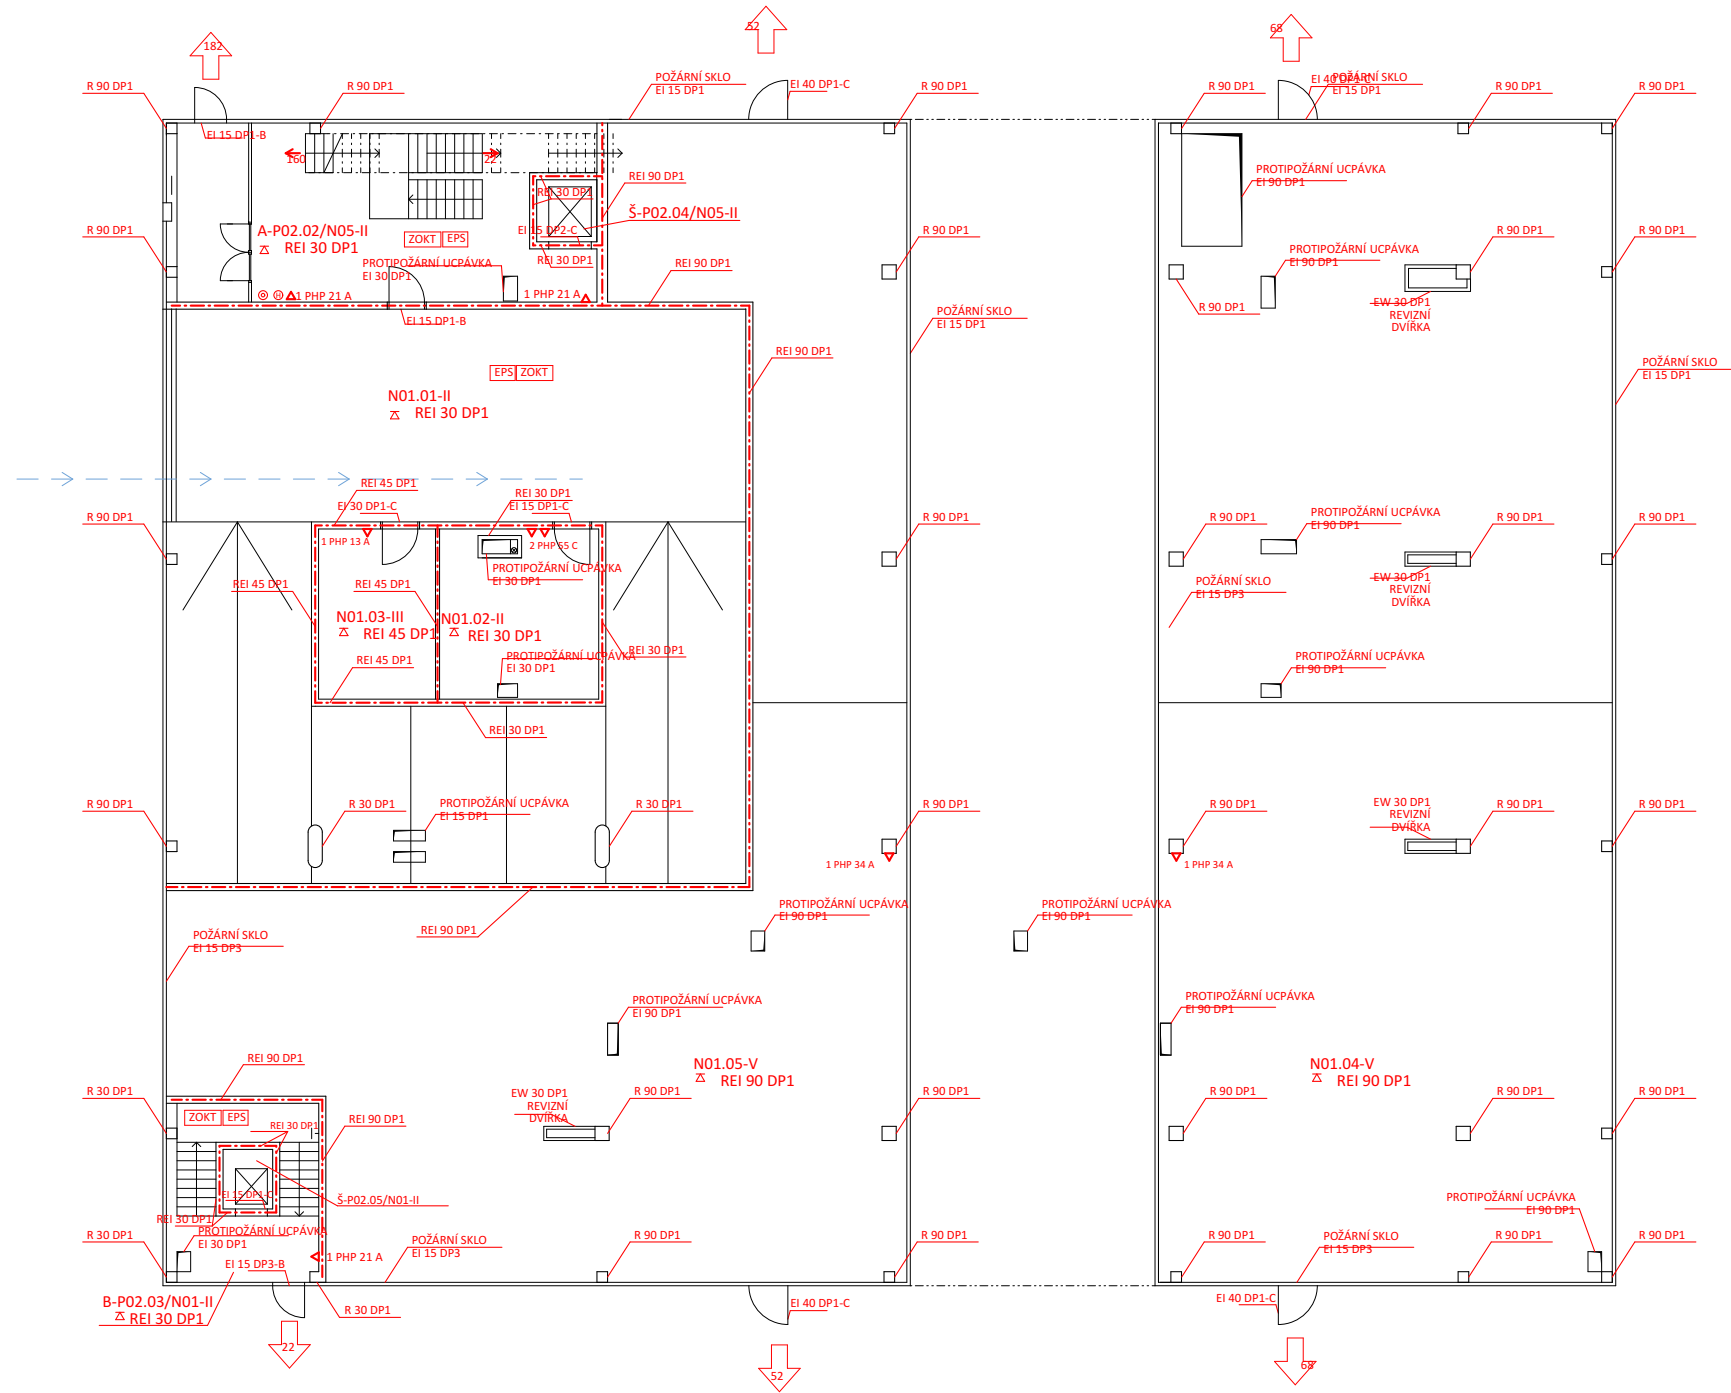 182
52
68
R 90 DP1
R 90 DP1
POŽÁRNÍ SKLO
EI 15 DP1
EI 40 DP1-C
R 90 DP1
R 90 DP1
EI 40 DP1-C
POŽÁRNÍ SKLO
EI 15 DP1
R 90 DP1
R 90 DP1
EI 15 DP1-B
160
22
REI 90 DP1
REI 30 DP1
Š-P02.04/N05-II
PROTIPOŽÁRNÍ UCPÁVKA
EI 90 DP1
R 90 DP1
A-P02.02/N05-II
REI 30 DP1
ZOKT
EPS
EI 15 DP2-C
REI 30 DP1
PROTIPOŽÁRNÍ UCPÁVKA
EI 30 DP1
REI 90 DP1
R 90 DP1
PROTIPOŽÁRNÍ UCPÁVKA
EI 90 DP1
R 90 DP1
R 90 DP1
1 PHP 21 A
1 PHP 21 A
EI 15 DP1-B
R 90 DP1
EW 30 DP1
REVIZNÍ
DVÍŘKA
POŽÁRNÍ SKLO
EI 15 DP1
REI 90 DP1
POŽÁRNÍ SKLO
EI 15 DP1
EPS
ZOKT
N01.01-II
REI 30 DP1
REI 45 DP1
EI 30 DP1-C
REI 30 DP1
EI 15 DP1-C
R 90 DP1
R 90 DP1
R 90 DP1
PROTIPOŽÁRNÍ UCPÁVKA
EI 90 DP1
R 90 DP1
R 90 DP1
1 PHP 13 A
2 PHP 55 C
PROTIPOŽÁRNÍ UCPÁVKA
EI 30 DP1
REI 45 DP1
REI 45 DP1
POŽÁRNÍ SKLO
EI 15 DP3
EW 30 DP1
REVIZNÍ
DVÍŘKA
N01.03-III
REI 45 DP1
N01.02-II
REI 30 DP1
REI 45 DP1
PROTIPOŽÁRNÍ UCPÁVKA
EI 30 DP1
REI 30 DP1
PROTIPOŽÁRNÍ UCPÁVKA
EI 90 DP1
REI 30 DP1
R 90 DP1
R 30 DP1
PROTIPOŽÁRNÍ UCPÁVKA
EI 15 DP1
R 30 DP1
R 90 DP1
R 90 DP1
EW 30 DP1
REVIZNÍ
DVÍŘKA
R 90 DP1
R 90 DP1
1 PHP 34 A
1 PHP 34 A
PROTIPOŽÁRNÍ UCPÁVKA
EI 90 DP1
PROTIPOŽÁRNÍ UCPÁVKA
EI 90 DP1
POŽÁRNÍ SKLO
EI 15 DP3
REI 90 DP1
PROTIPOŽÁRNÍ UCPÁVKA
EI 90 DP1
PROTIPOŽÁRNÍ UCPÁVKA
EI 90 DP1
REI 90 DP1
N01.05-V
REI 90 DP1
N01.04-V
REI 90 DP1
R 30 DP1
ZOKT
EPS
REI 30 DP1
REI 90 DP1
EW 30 DP1
REVIZNÍ
DVÍŘKA
R 90 DP1
R 90 DP1
R 90 DP1
R 90 DP1
R 90 DP1
EI 15 DP1-C
Š-P02.05/N01-II
REI 30 DP1
PROTIPOŽÁRNÍ UCPÁVKA
EI 30 DP1
R 30 DP1
1 PHP 21 A
POŽÁRNÍ SKLO
EI 15 DP3
R 90 DP1
R 90 DP1
R 90 DP1
POŽÁRNÍ SKLO
EI 15 DP3
PROTIPOŽÁRNÍ UCPÁVKA
EI 90 DP1
R 90 DP1
R 90 DP1
EI 15 DP3-B
B-P02.03/N01-II
REI 30 DP1
R 30 DP1
EI 40 DP1-C
EI 40 DP1-C
22
52
68